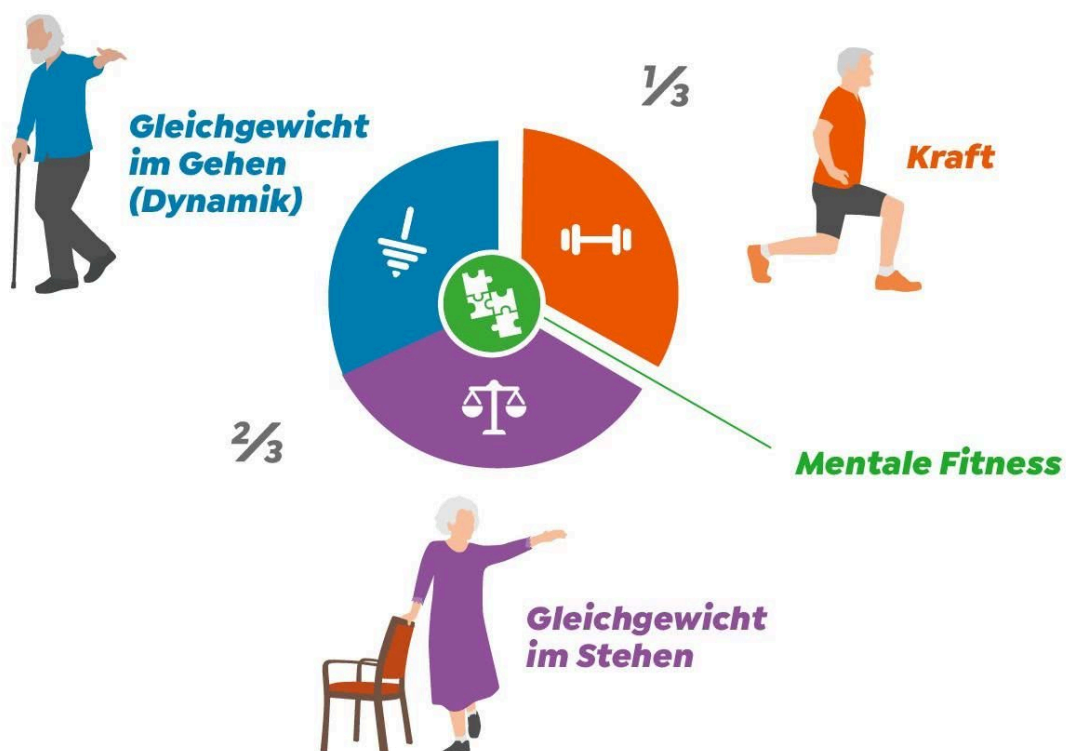 Gleichgewicht
im Gehen
(Dynamik)
⅓
Kraft
⅔
Mentale Fitness
Gleichgewicht
im Stehen